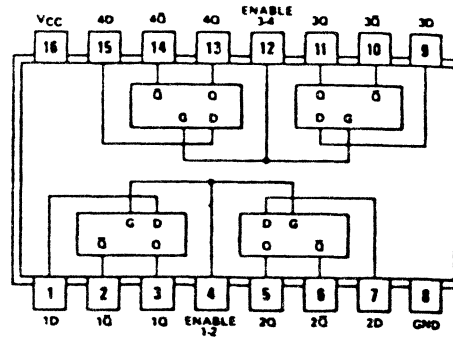 ENABLE
VCC 4D 4Q̅ 4Q 3-4 3Q 3Q̅ 3D
16 15 14 13 12 11 10 9
Q̅ Q Q Q̅
G D D G
G D D G
Q̅ Q Q Q̅
1 2 3 4 5 6 7 8
1D 1Q̅ 1Q ENABLE 2Q 2Q̅ 2D GND
1-2